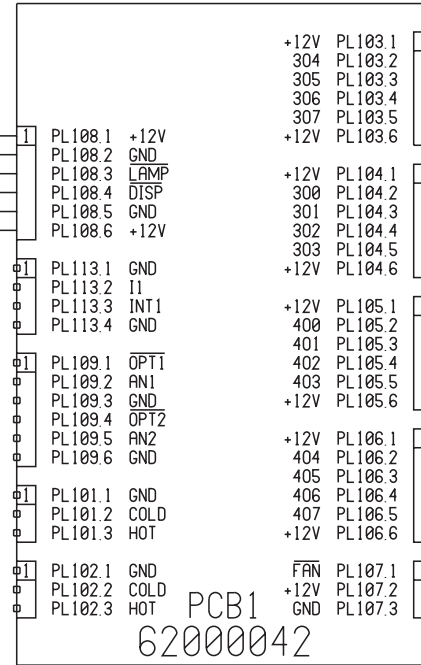 +12V PL103.1
304 PL103.2
305 PL103.3
306 PL103.4
307 PL103.5
1 PL108.1 +12V +12V PL103.6
PL108.2 GND
PL108.3 LAMP +12V PL104.1
PL108.4 DISP 300 PL104.2
PL108.5 GND 301 PL104.3
PL108.6 +12V 302 PL104.4
303 PL104.5
1 PL113.1 GND +12V PL104.6
PL113.2 I1
PL113.3 INT1 +12V PL105.1
PL113.4 GND 400 PL105.2
401 PL105.3
1 PL109.1 OPT1 402 PL105.4
PL109.2 AN1 403 PL105.5
PL109.3 GND +12V PL105.6
PL109.4 OPT2
PL109.5 AN2 +12V PL106.1
PL109.6 GND 404 PL106.2
405 PL106.3
1 PL101.1 GND 406 PL106.4
PL101.2 COLD 407 PL106.5
PL101.3 HOT +12V PL106.6
1 PL102.1 GND FAN PL107.1
PL102.2 COLD +12V PL107.2
PL102.3 HOT GND PL107.3
PCB1
62000042